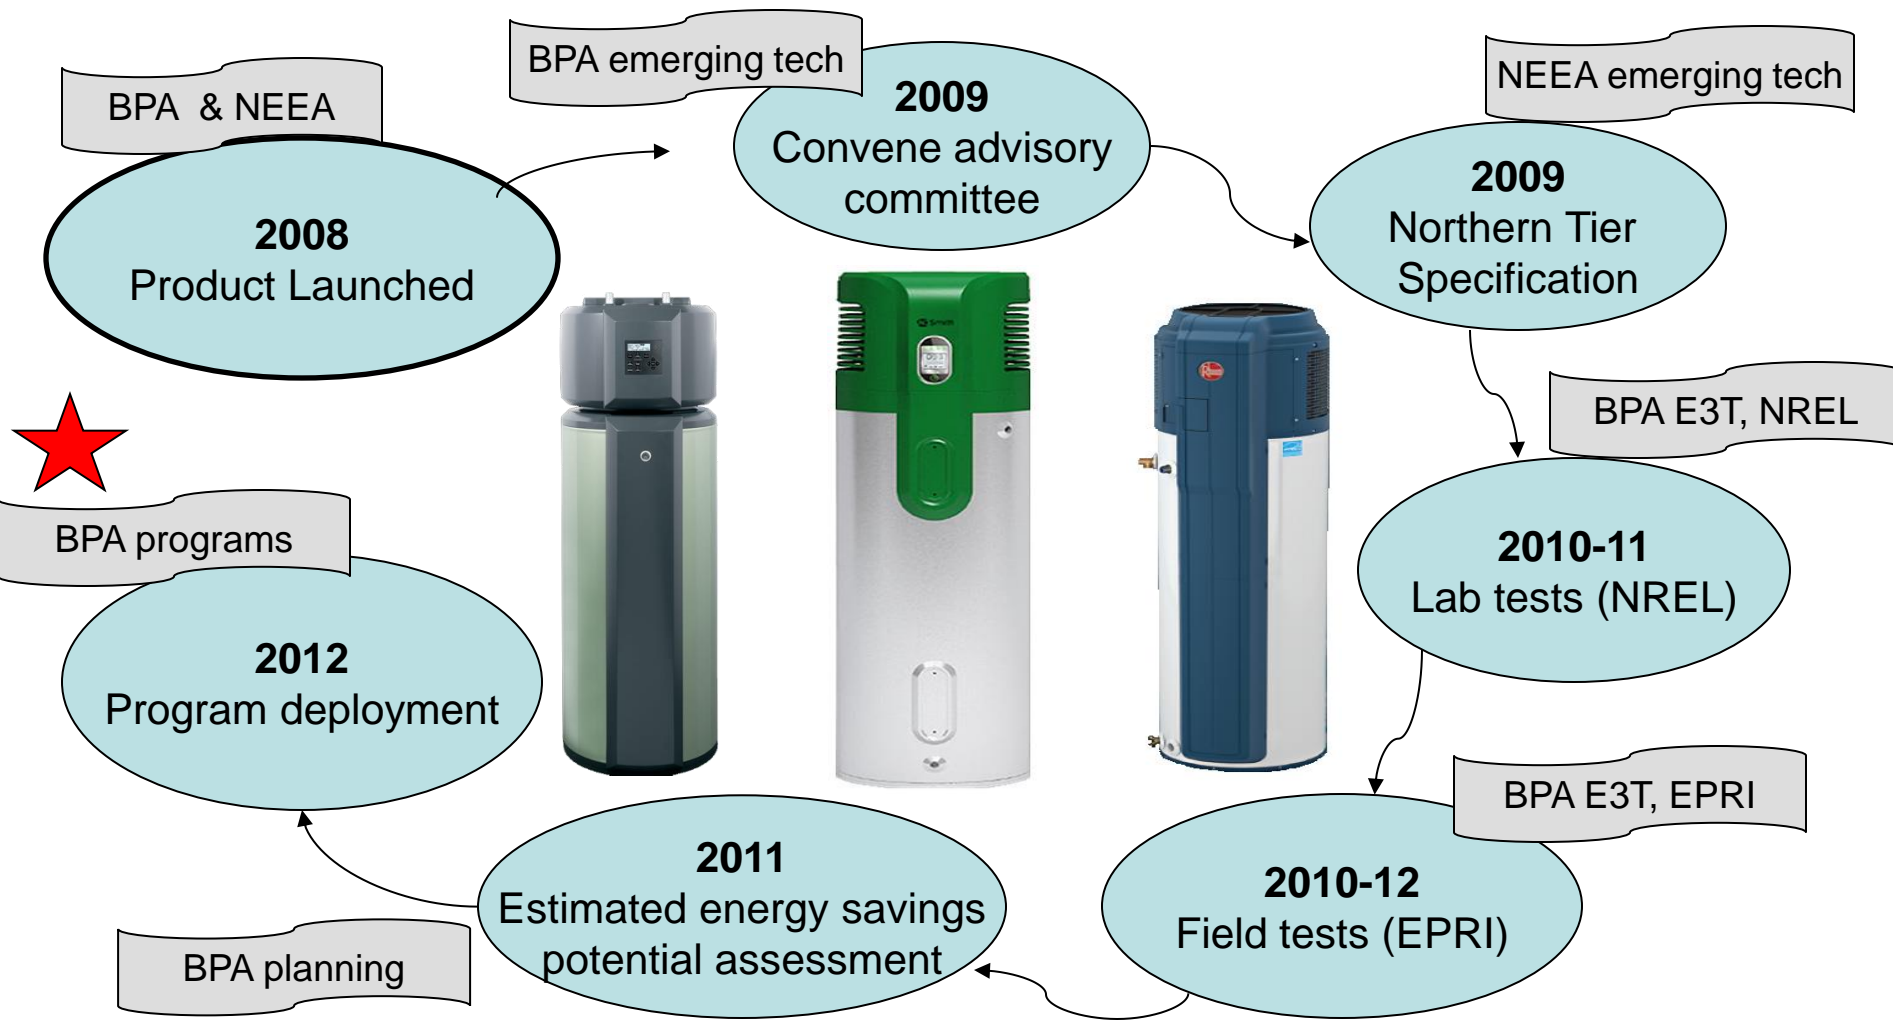 BPA & NEEA
2008
Product Launched
BPA emerging tech
2009
Convene advisory
committee
NEEA emerging tech
2009
Northern Tier
Specification
BPA E3T, NREL
2010-11
Lab tests (NREL)
BPA E3T, EPRI
2010-12
Field tests (EPRI)
2011
Estimated energy savings
potential assessment
BPA planning
BPA programs
2012
Program deployment
Smith